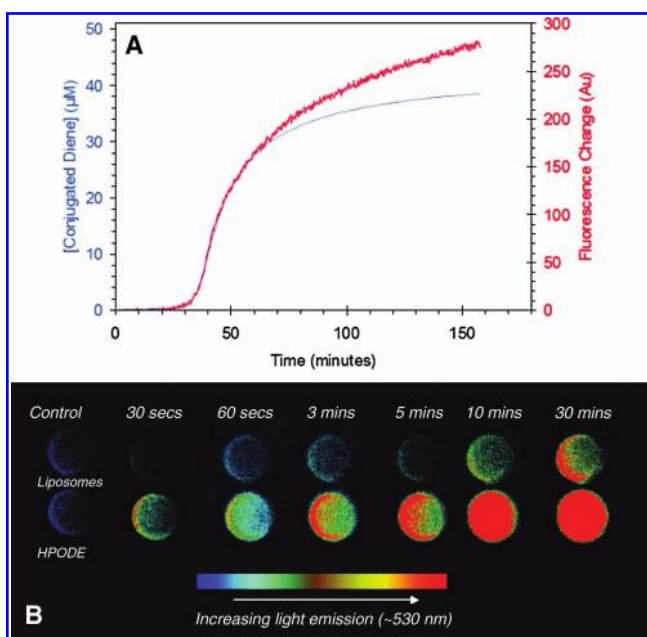 A
[Conjugated Diene] (µM)
50
40
30
20
10
0
Fluorescence Change (Au)
300
250
200
150
100
50
0
0 50 100 150
Time (minutes)
Control 30 secs 60 secs 3 mins 5 mins 10 mins 30 mins
Liposomes
HPODE
Increasing light emission (~530 nm)
B